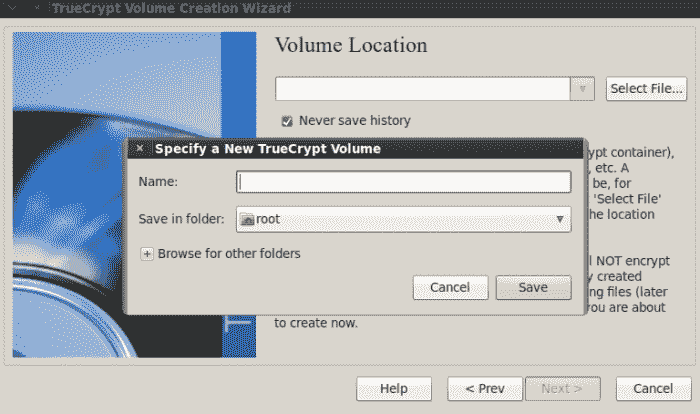 TrueCrypt Volume Creation Wizard
Volume Location
Select File...
Never save history
Specify a New TrueCrypt Volume
Name:
Save in folder: root
Browse for other folders
Cancel Save
ypt container),
, etc. A
be, for
'Select File'
he location
l NOT encrypt
y created
ng files (later
you are about
to create now.
Help < Prev Next > Cancel